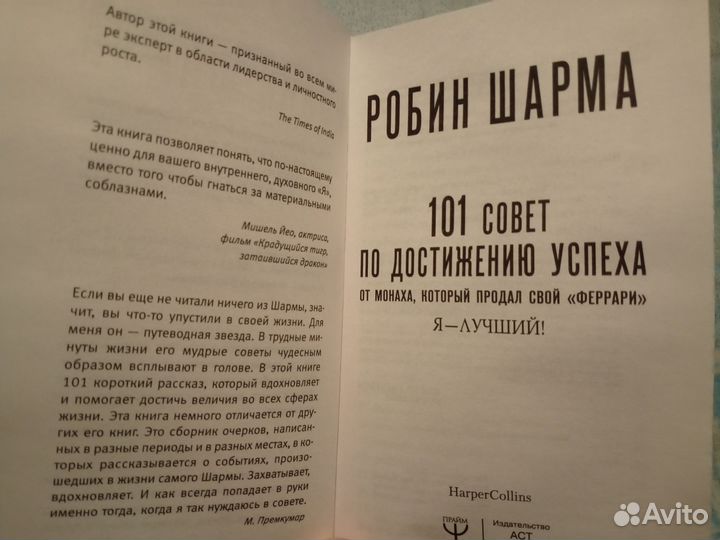 Автор этой книги — признанный во всем ми-
ре эксперт в области лидерства и личностного
роста.
The Times of India
Эта книга позволяет понять, что по-настоящему
ценно для вашего внутреннего, духовного «Я»,
вместо того чтобы гнаться за материальными
соблазнами.
Мишель Йео, актриса,
фильм «Крадущийся тигр,
затаившийся дракон»
Если вы еще не читали ничего из Шармы, зна-
чит, вы что-то упустили в своей жизни. Для
меня он — путеводная звезда. В трудные ми-
нуты жизни его мудрые советы чудесным
образом всплывают в голове. В этой книге
101 короткий рассказ, который вдохновляет
и помогает достичь величия во всех сферах
жизни. Эта книга немного отличается от дру-
гих его книг. Это сборник очерков, написан-
ных в разные периоды и в разных местах, в ко-
торых рассказывается о событиях, произо-
шедших в жизни самого Шармы. Захватывает,
вдохновляет. И как всегда попадает в руки
именно тогда, когда я так нуждаюсь в совете.
М. Премкумар
РОБИН ШАРМА
101 СОВЕТ
ПО ДОСТИЖЕНИЮ УСПЕХА
ОТ МОНАХА, КОТОРЫЙ ПРОДАЛ СВОЙ «ФЕРРАРИ»
Я—ЛУЧШИЙ!
HarperCollins
ПРАЙМ
Издательство
АСТ
Avito